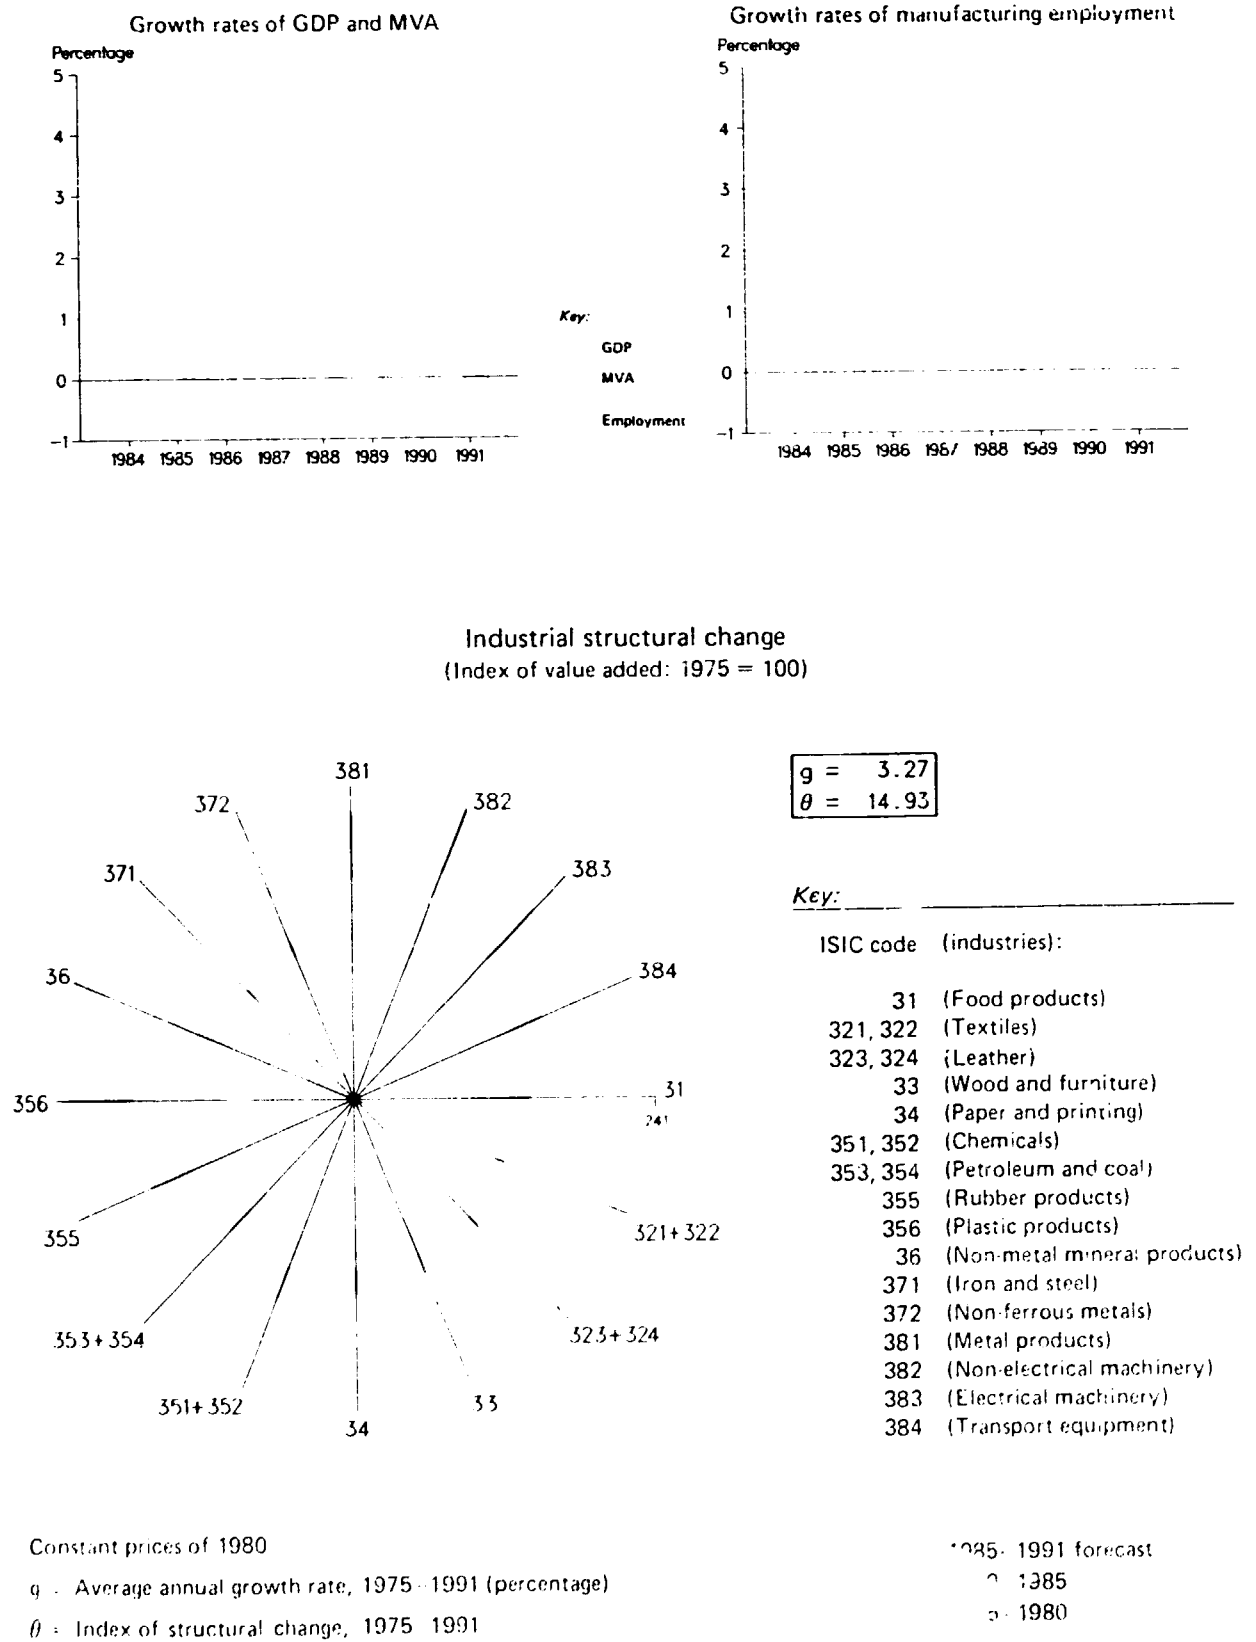 Growth rates of GDP and MVA
Percentage
5
4
3
2
1
0
-1
1984 1985 1986 1987 1988 1989 1990 1991
Key:
GDP
MVA
Employment
Growth rates of manufacturing employment
Percentage
5
4
3
2
1
0
-1
1984 1985 1986 1987 1988 1989 1990 1991
Industrial structural change
(Index of value added: 1975 = 100)
381
372
382
371
383
36
384
356
31
241
355
321+322
353+354
323+324
351+352
33
34
g = 3.27
θ = 14.93
Key:
ISIC code (industries):
31 (Food products)
321, 322 (Textiles)
323, 324 (Leather)
33 (Wood and furniture)
34 (Paper and printing)
351, 352 (Chemicals)
353, 354 (Petroleum and coal)
355 (Rubber products)
356 (Plastic products)
36 (Non-metal mineral products)
371 (Iron and steel)
372 (Non-ferrous metals)
381 (Metal products)
382 (Non-electrical machinery)
383 (Electrical machinery)
384 (Transport equipment)
Constant prices of 1980
g - Average annual growth rate, 1975-1991 (percentage)
θ = Index of structural change, 1975 1991
1985- 1991 forecast
1985
1980